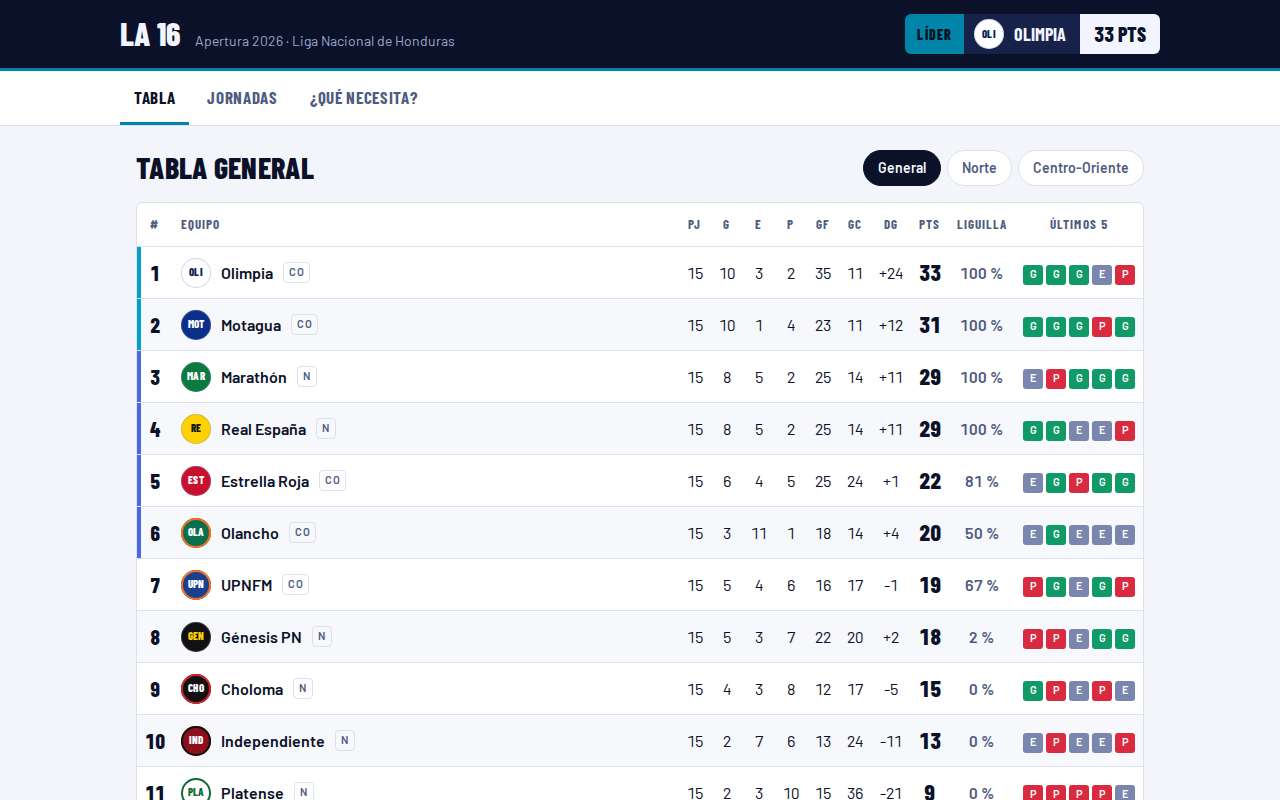 LA 16 Apertura 2026 · Liga Nacional de Honduras LÍDER OLI OLIMPIA 33 PTS
TABLA JORNADAS ¿QUÉ NECESITA?
TABLA GENERAL General Norte Centro-Oriente
# EQUIPO PJ G E P GF GC DG PTS LIGUILLA ÚLTIMOS 5
1 OLI Olimpia CO 15 10 3 2 35 11 +24 33 100 % G G G E P
2 MOT Motagua CO 15 10 1 4 23 11 +12 31 100 % G G G P G
3 MAR Marathón N 15 8 5 2 25 14 +11 29 100 % E P G G G
4 RE Real España N 15 8 5 2 25 14 +11 29 100 % G G E E P
5 EST Estrella Roja CO 15 6 4 5 25 24 +1 22 81 % E G P G G
6 OLA Olancho CO 15 3 11 1 18 14 +4 20 50 % E G E E E
7 UPN UPNFM CO 15 5 4 6 16 17 -1 19 67 % P G E G P
8 GEN Génesis PN N 15 5 3 7 22 20 +2 18 2 % P P E G G
9 CHO Choloma N 15 4 3 8 12 17 -5 15 0 % G P E P E
10 IND Independiente N 15 2 7 6 13 24 -11 13 0 % E P E E P
11 PLA Platense N 15 2 3 10 15 36 -21 9 0 % P P P P E